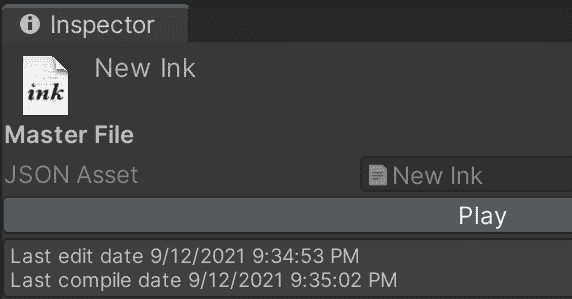 Inspector
ink
New Ink
Master File
JSON Asset New Ink
Play
Last edit date 9/12/2021 9:34:53 PM
Last compile date 9/12/2021 9:35:02 PM